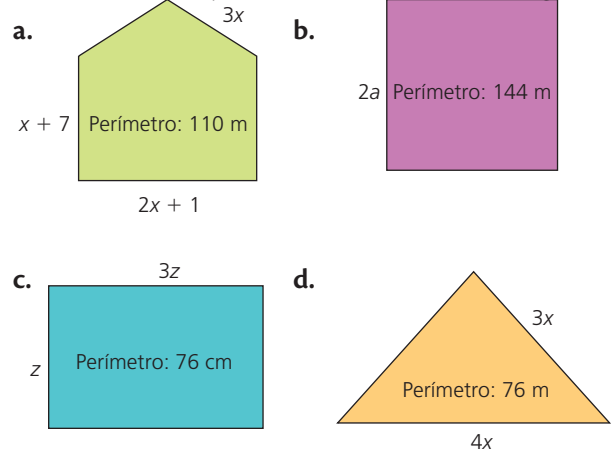 a.
3x
x + 7
Perímetro: 110 m
2x + 1
b.
2a
Perímetro: 144 m
c.
3z
z
Perímetro: 76 cm
d.
3x
Perímetro: 76 m
4x